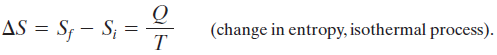 ΔS = S_f − S_i = Q/T (change in entropy, isothermal process).